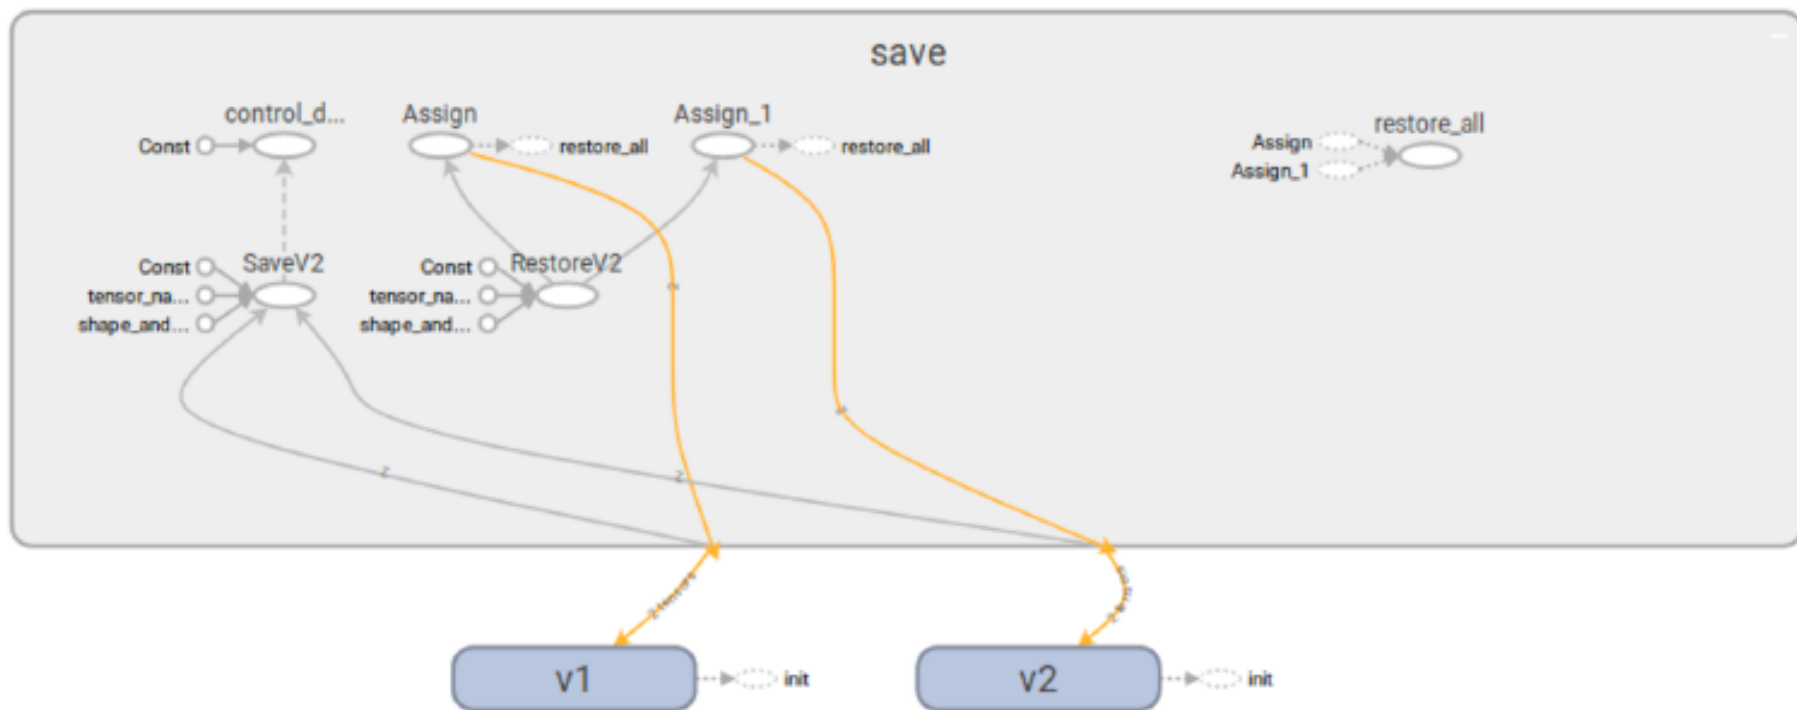 save
control_d...
Assign
Assign_1
restore_all
Const
restore_all
restore_all
Assign
Assign_1
SaveV2
RestoreV2
Const
tensor_na...
shape_and...
Const
tensor_na...
shape_and...
2
2
2
v1
init
v2
init